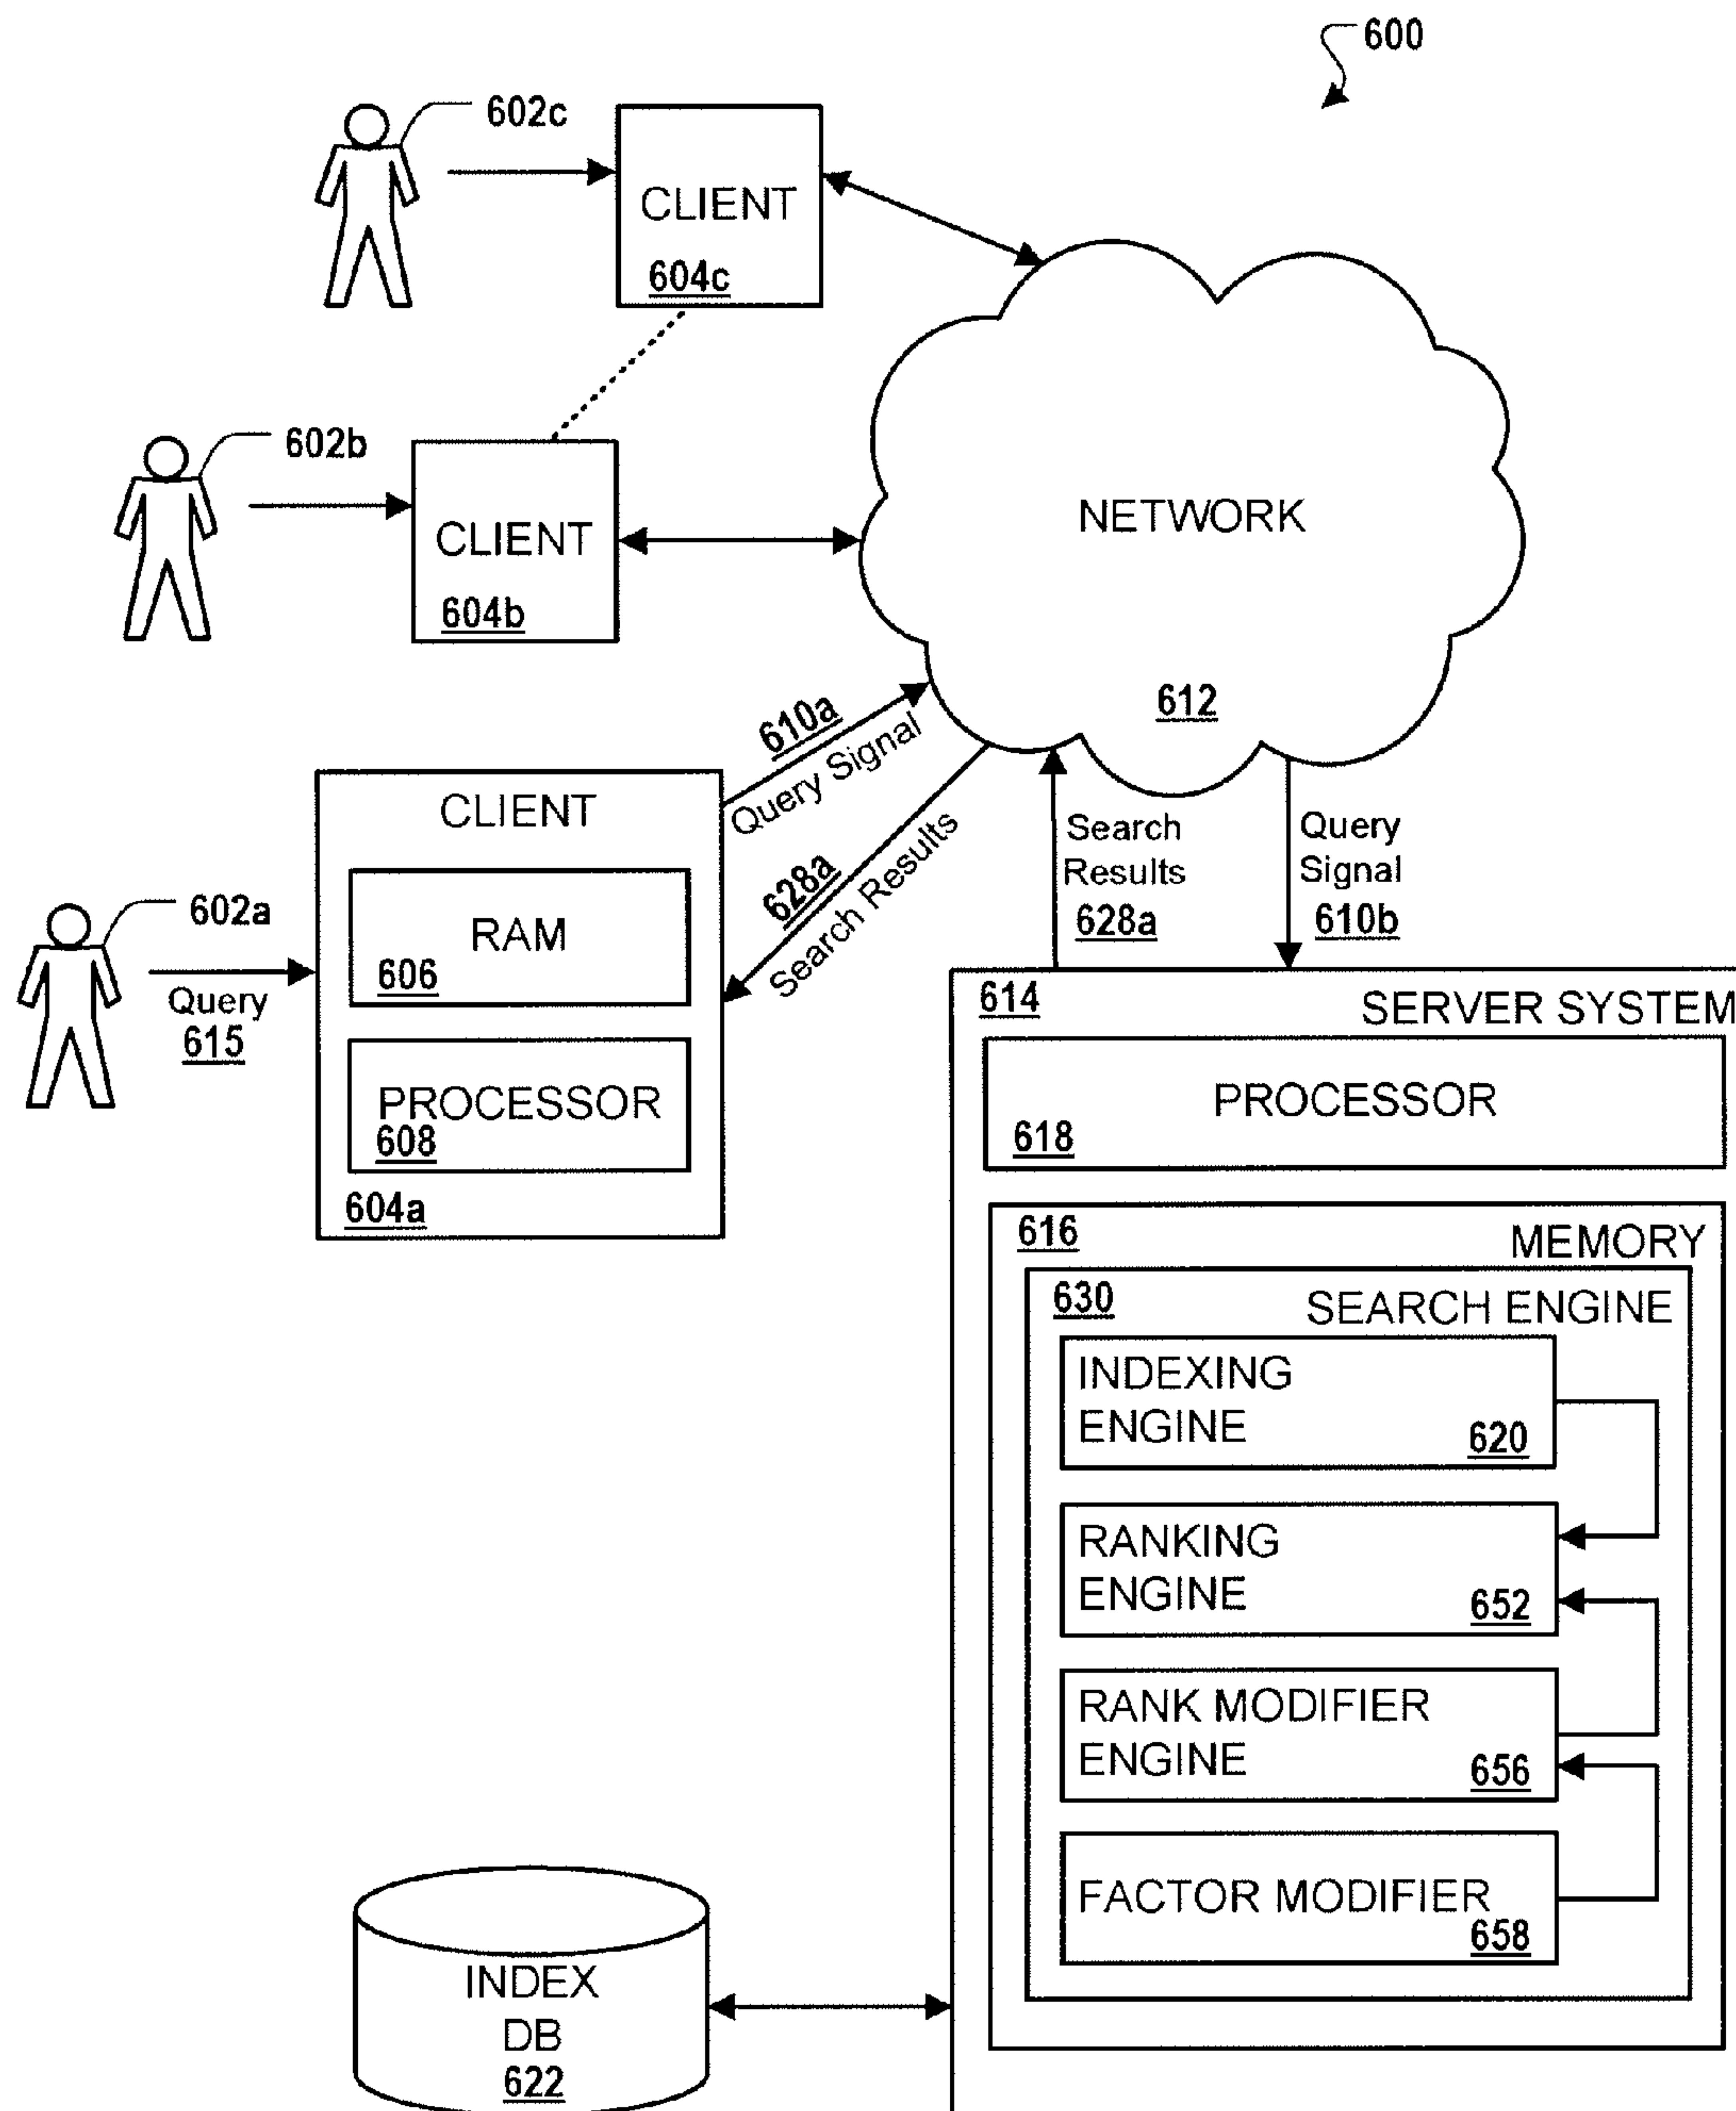 600
602c
CLIENT
604c
602b
CLIENT
604b
NETWORK
612
610a
Query Signal
628a
Search Results
Search
Results
628a
Query
Signal
610b
602a
Query
615
CLIENT
RAM
606
PROCESSOR
608
604a
614
SERVER SYSTEM
PROCESSOR
618
616
MEMORY
630
SEARCH ENGINE
INDEXING
ENGINE
620
RANKING
ENGINE
652
RANK MODIFIER
ENGINE
656
FACTOR MODIFIER
658
INDEX
DB
622